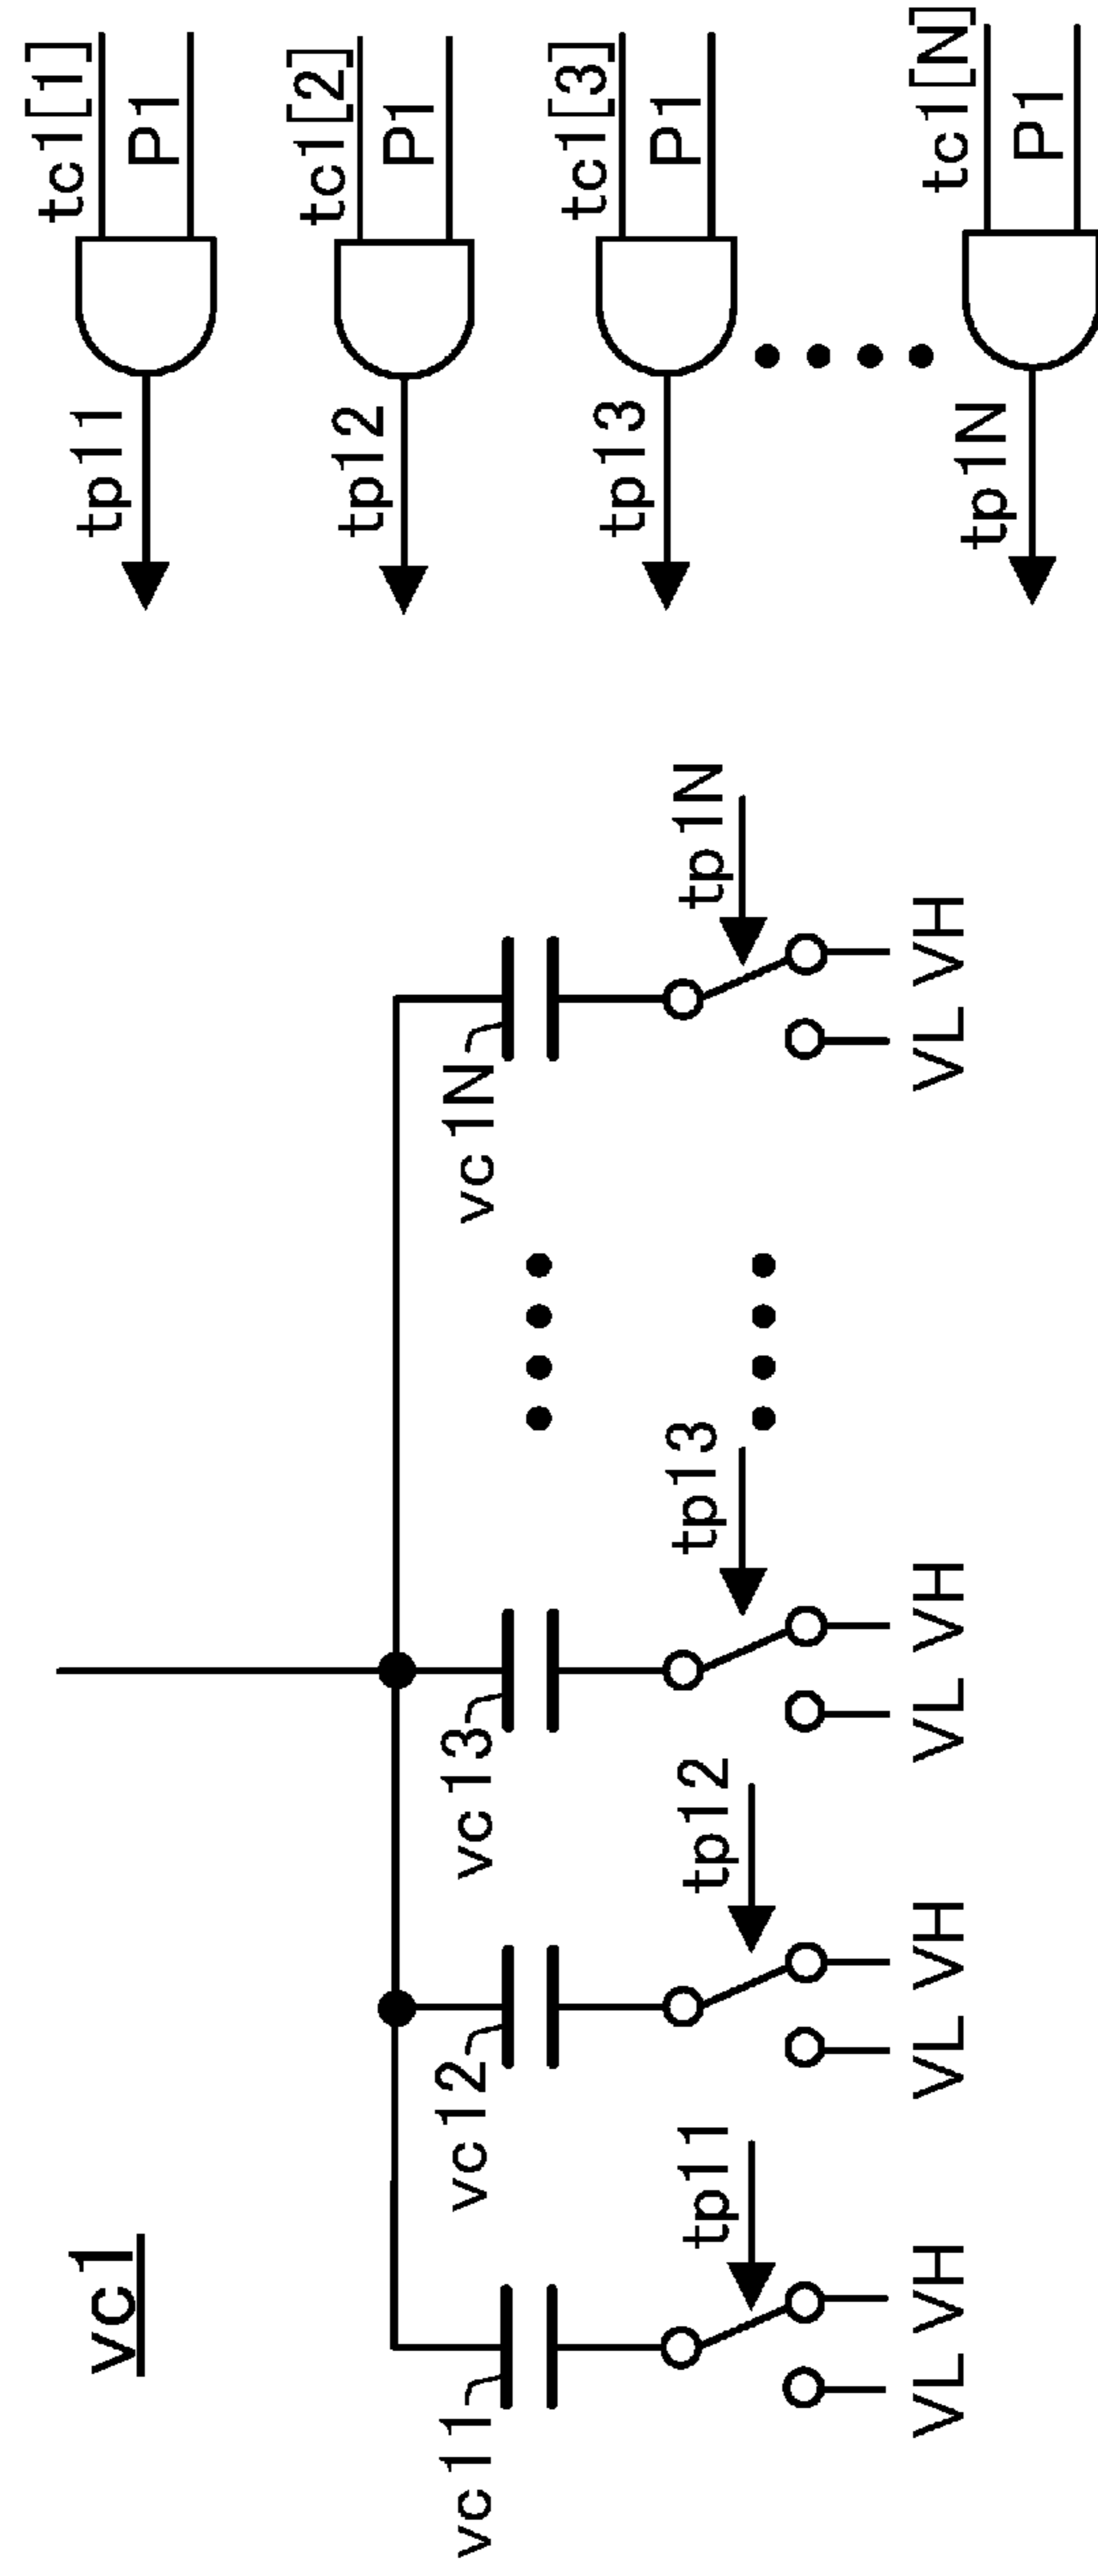 vc1
vc11
vc12
vc13
vc1N
tp11
tp12
tp13
tp1N
VL VH
VL VH
VL VH
VL VH
tp11
tc1[1]
P1
tp12
tc1[2]
P1
tp13
tc1[3]
P1
tp1N
tc1[N]
P1